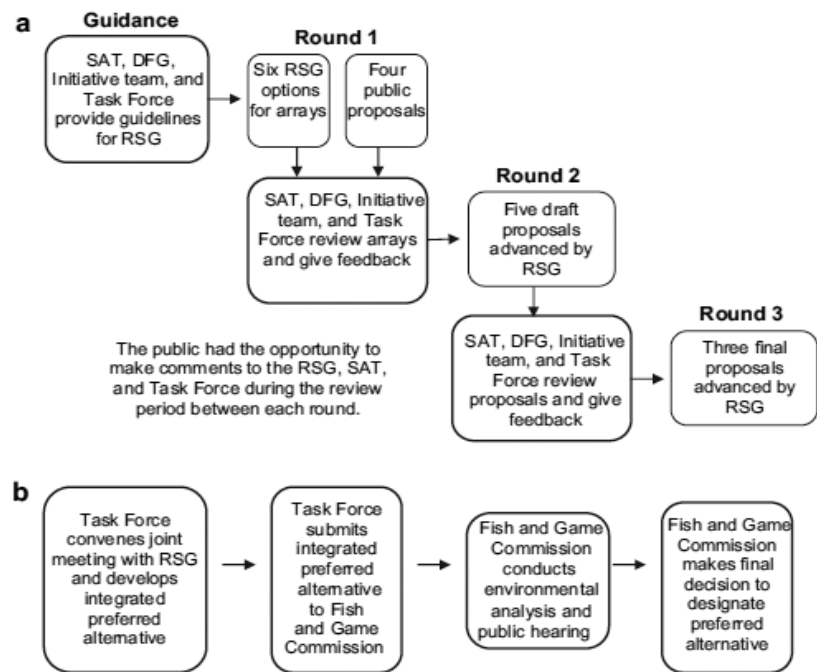 a
Guidance
SAT, DFG,
Initiative team, and
Task Force
provide guidelines
for RSG
Round 1
Six RSG
options
for arrays
Four
public
proposals
SAT, DFG, Initiative
team, and Task
Force review arrays
and give feedback
Round 2
Five draft
proposals
advanced by
RSG
The public had the opportunity to
make comments to the RSG, SAT,
and Task Force during the review
period between each round.
SAT, DFG, Initiative
team, and Task
Force review
proposals and give
feedback
Round 3
Three final
proposals
advanced by
RSG
b
Task Force
convenes joint
meeting with RSG
and develops
integrated
preferred
alternative
Task Force
submits
integrated
preferred
alternative
to Fish
and Game
Commission
Fish and Game
Commission
conducts
environmental
analysis and
public hearing
Fish and Game
Commission
makes final
decision to
designate
preferred
alternative